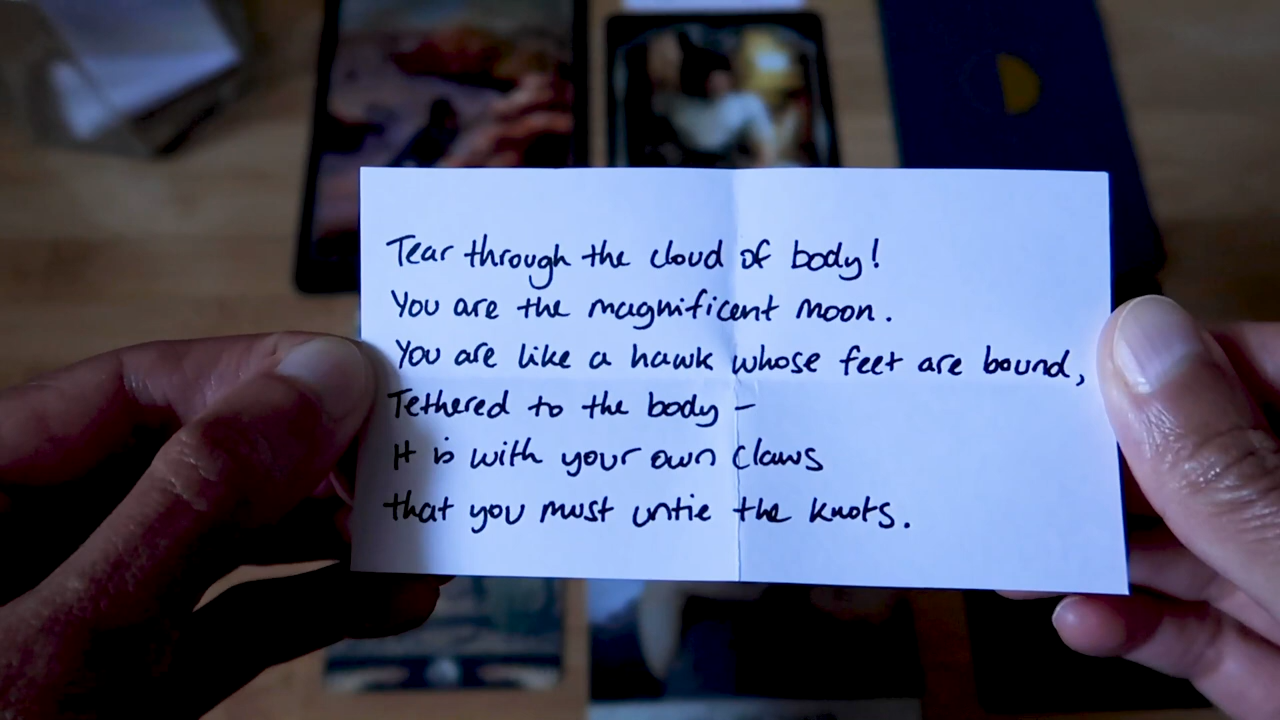 Tear through the cloud of body!
You are the magnificent moon.
You are like a hawk whose feet are bound,
Tethered to the body –
It is with your own claws
that you must untie the knots.